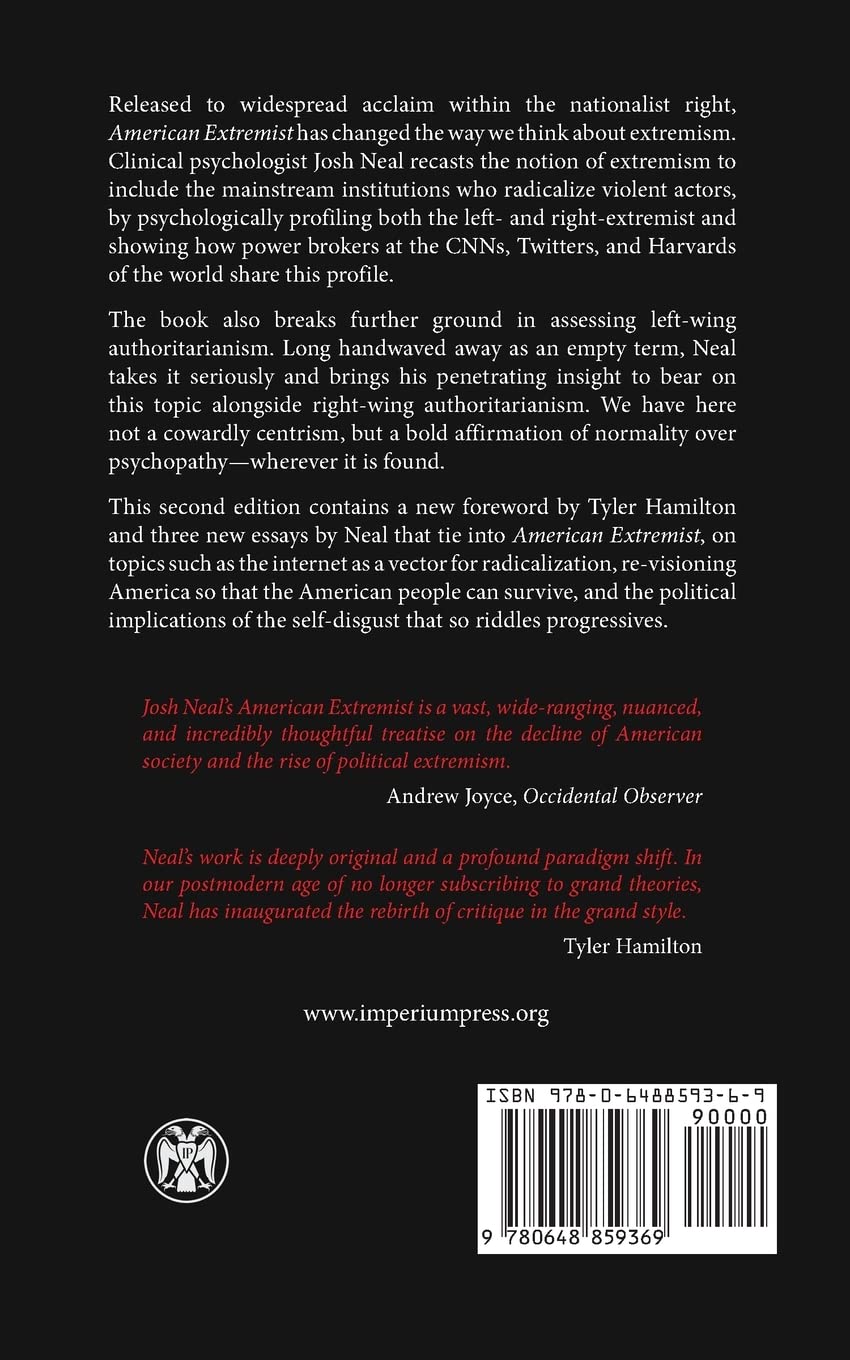 Released to widespread acclaim within the nationalist right,
American Extremist has changed the way we think about extremism.
Clinical psychologist Josh Neal recasts the notion of extremism to
include the mainstream institutions who radicalize violent actors,
by psychologically profiling both the left- and right-extremist and
showing how power brokers at the CNNs, Twitters, and Harvards
of the world share this profile.
The book also breaks further ground in assessing left-wing
authoritarianism. Long handwaved away as an empty term, Neal
takes it seriously and brings his penetrating insight to bear on
this topic alongside right-wing authoritarianism. We have here
not a cowardly centrism, but a bold affirmation of normality over
psychopathy—wherever it is found.
This second edition contains a new foreword by Tyler Hamilton
and three new essays by Neal that tie into American Extremist, on
topics such as the internet as a vector for radicalization, re-visioning
America so that the American people can survive, and the political
implications of the self-disgust that so riddles progressives.
Josh Neal's American Extremist is a vast, wide-ranging, nuanced,
and incredibly thoughtful treatise on the decline of American
society and the rise of political extremism.
Andrew Joyce, Occidental Observer
Neal's work is deeply original and a profound paradigm shift. In
our postmodern age of no longer subscribing to grand theories,
Neal has inaugurated the rebirth of critique in the grand style.
Tyler Hamilton
www.imperiumpress.org
ISBN 978-0-6488593-6-9
90000
IP
9 780648 859369